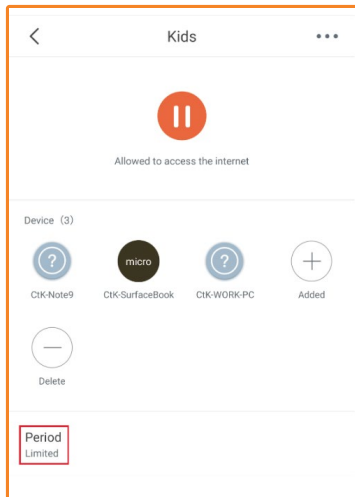 Kids
Allowed to access the internet
Device (3)
?
micro
?
CtK-Note9
CtK-SurfaceBook
CtK-WORK-PC
Added
Delete
Period
Limited